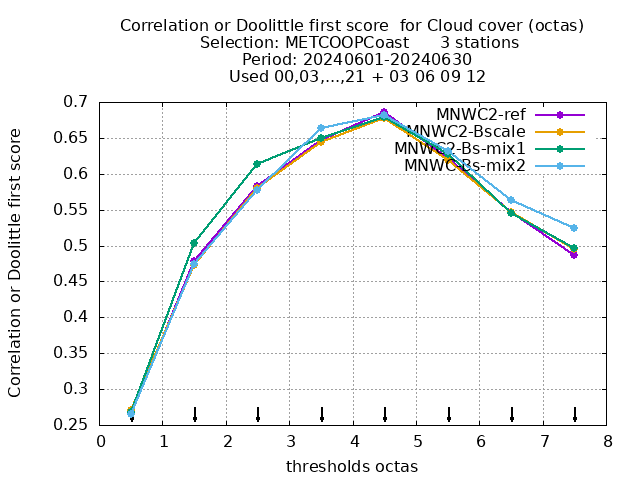 Correlation or Doolittle first score  for Cloud cover (octas)
Selection: METCOOPCoast      3 stations
Period: 20240601-20240630
Used 00,03,...,21 + 03 06 09 12
Correlation or Doolittle first score
0.7
0.65
0.6
0.55
0.5
0.45
0.4
0.35
0.3
0.25
MNWC2-ref
MNWC2-Bscale
MNWC2-Bs-mix1
MNWC-Bs-mix2
0 1 2 3 4 5 6 7 8
thresholds octas